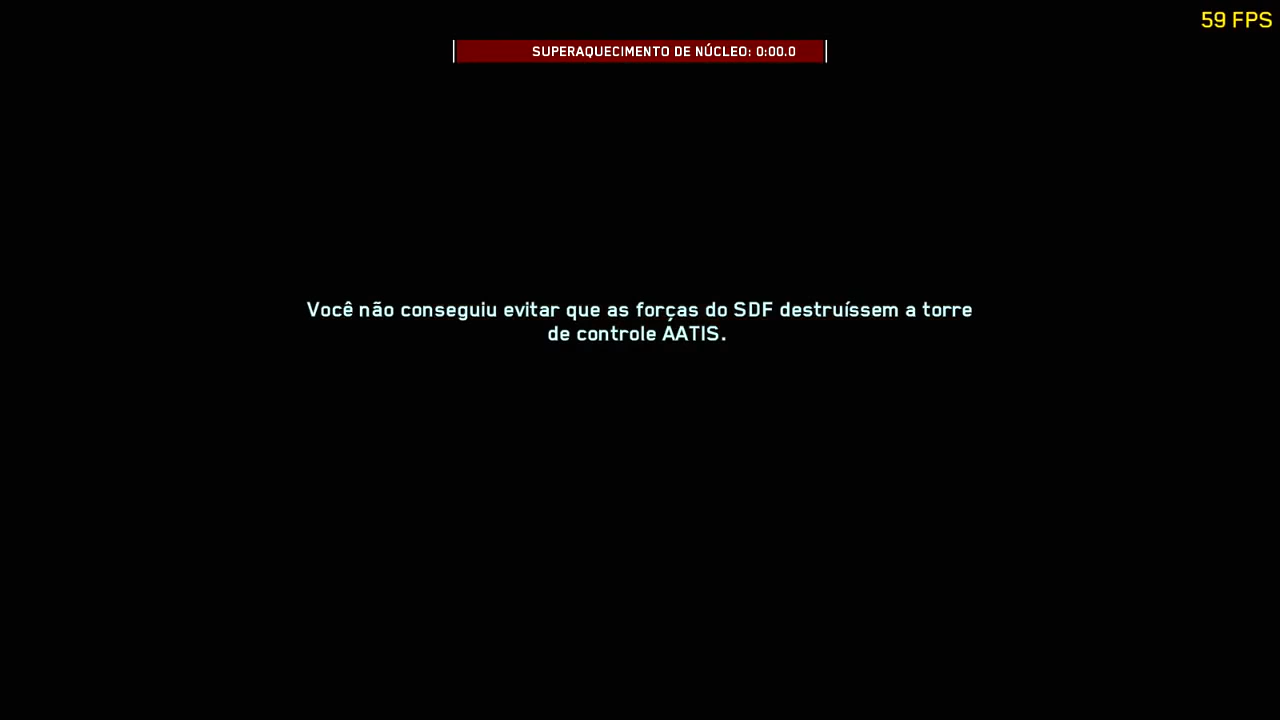 59 FPS
SUPERAQUECIMENTO DE NÚCLEO: 0:00.0
Você não conseguiu evitar que as forças do SDF destruíssem a torre
de controle AATIS.